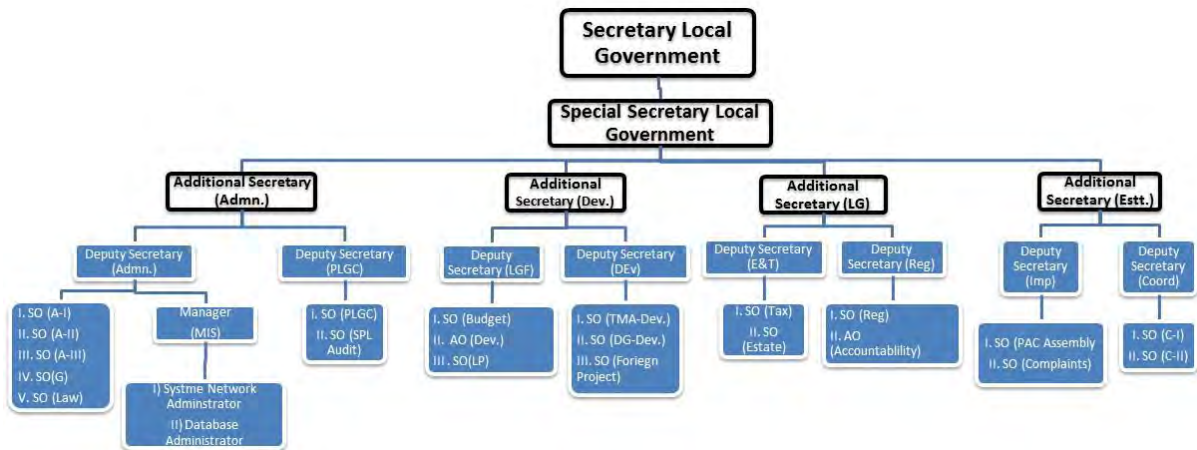 Secretary Local
Government
Special Secretary Local
Government
Additional Secretary
(Admn.)
Additional
Secretary (Dev.)
Additional
Secretary (LG)
Additional
Secretary (Estt.)
Deputy Secretary
(Admn.)
Deputy Secretary
(PLGC)
Deputy
Secretary (LGF)
Deputy Secretary
(DEv)
Deputy Secretary
(E&T)
Deputy
Secretary (Reg)
Deputy
Secretary
(Imp)
Deputy
Secretary
(Coord)
I. SO (A-I)
II. SO (A-II)
III. SO (A-III)
IV. SO(G)
V. SO (Law)
Manager
(MIS)
I) Systme Network
Adminstrator
II) Database
Administrator
I. SO (PLGC)
II. SO (SPL
Audit)
I. SO (Budget)
II. AO (Dev.)
III. SO(LP)
I. SO (TMA-Dev.)
II. SO (DG-Dev.)
III. SO (Foriegn
Project)
I. SO (Tax)
II. SO
(Estate)
I. SO (Reg)
II. AO
(Accountablility)
I. SO (PAC Assembly
II. SO (Complaints)
I. SO (C-I)
II. SO (C-II)